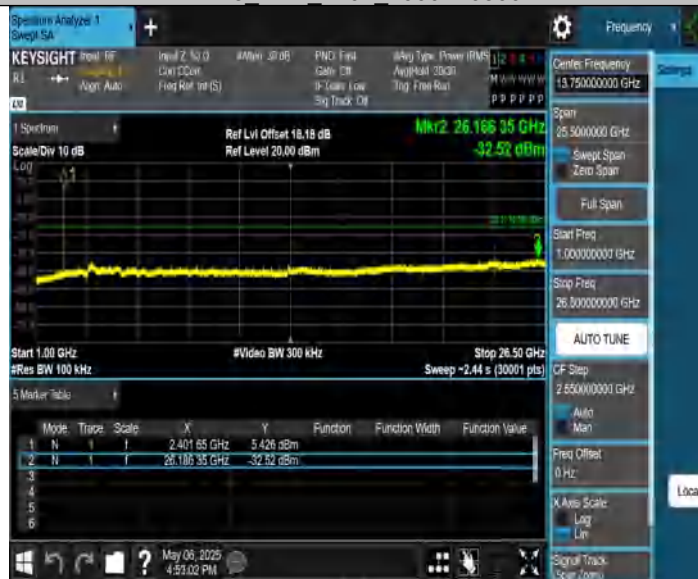 Spectrum Analyzer 1
Swept SA
+
Frequency
KEYSIGHT Input: RF
Input Z: 50 Ω
#Atten: 30 dB
PNO: Fast
#Avg Type: Power (RMS
Align: Auto
Corr CCorr
Freq Ref: Int (S)
Gate: Off
IF Gain: Low
Sig Track: Off
Avg|Hold: 30/30
Trig: Free Run
P P P P P P
Center Frequency
13.750000000 GHz
Settings
Span
25.5000000 GHz
Swept Span
Zero Span
Full Span
Start Freq
1.000000000 GHz
Stop Freq
26.500000000 GHz
AUTO TUNE
CF Step
2.550000000 GHz
Auto
Man
Freq Offset
0 Hz
X Axis Scale
Log
Lin
Signal Track
Local
1 Spectrum
Scale/Div 10 dB
Log
Ref Lvl Offset 18.18 dB
Ref Level 20.00 dBm
Mkr2 26.186 35 GHz
-32.52 dBm
Start 1.00 GHz
#Res BW 100 kHz
#Video BW 300 kHz
Stop 26.50 GHz
Sweep ~2.44 s (30001 pts)
5 Marker Table
Mode Trace Scale X Y Function Function Width Function Value
1 N 1 f 2.401 65 GHz 5.426 dBm
2 N 1 f 26.186 35 GHz -32.52 dBm
3
4
5
6
May 06, 2025
4:53:02 PM